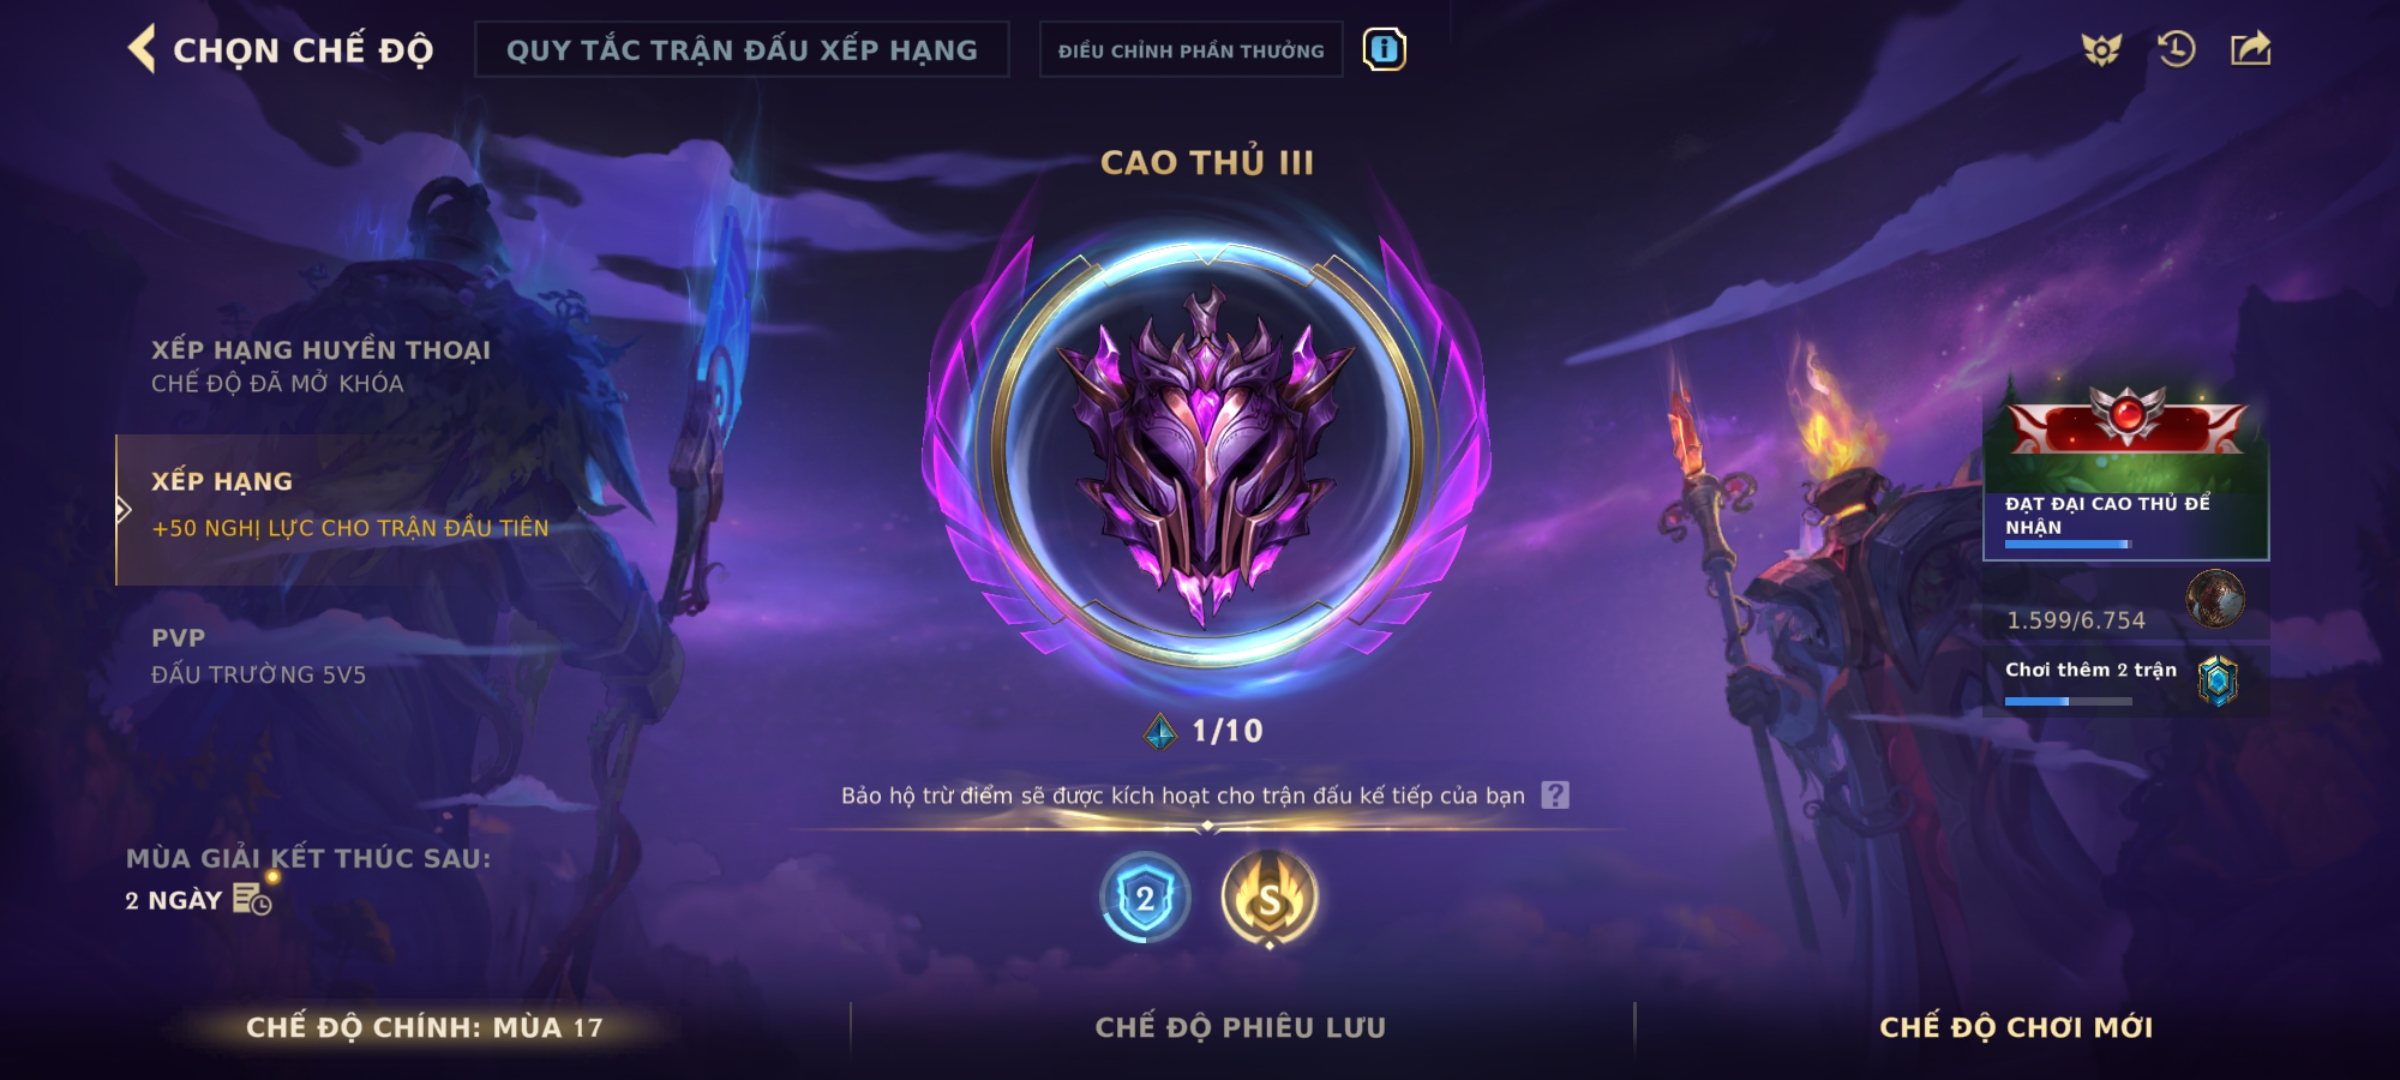 CHỌN CHẾ ĐỘ
QUY TẮC TRẬN ĐẤU XẾP HẠNG
ĐIỀU CHỈNH PHẦN THƯỞNG
CAO THỦ III
XẾP HẠNG HUYỀN THOẠI
CHẾ ĐỘ ĐÃ MỞ KHÓA
XẾP HẠNG
+50 NGHỊ LỰC CHO TRẬN ĐẦU TIÊN
PVP
ĐẤU TRƯỜNG 5V5
MÙA GIẢI KẾT THÚC SAU:
2 NGÀY
1/10
Bảo hộ trừ điểm sẽ được kích hoạt cho trận đấu kế tiếp của bạn ?
2
S
ĐẠT ĐẠI CAO THỦ ĐỂ
NHẬN
1.599/6.754
Chơi thêm 2 trận
CHẾ ĐỘ CHÍNH: MÙA 17
CHẾ ĐỘ PHIÊU LƯU
CHẾ ĐỘ CHƠI MỚI